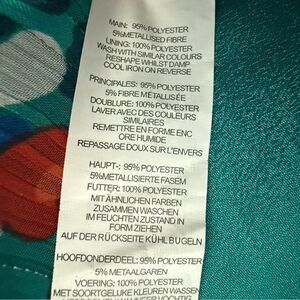 MAIN: 95% POLYESTER
5%METALLISED FIBRE
LINING: 100% POLYESTER
WASH WITH SIMILAR COLOURS
RESHAPE WHILST DAMP
COOL IRON ON REVERSE
PRINCIPALES: 95% POLYESTER
5% FIBRE METALLISÉE
DOUBLURE: 100% POLYESTER
LAVER AVEC DES COULEURS
SIMILAIRES
REMETTRE EN FORME ENC
ORE HUMIDE
REPASSAGE DOUX SUR L'ENVERS
HAUPT-: 95% POLYESTER
5%METALLISIERTE FASEM
FUTTER: 100% POLYESTER
MIT ÄHNLICHEN FARBEN
ZUSAMMEN WASCHEN
IM FEUCHTEN ZUSTAND IN
FORM ZIEHEN
AUF DER RÜCKSEITE KÜHL BUGELN
HOOFDONDERDEEL: 95% POLYESTER
5% METAALGAREN
VOERING: 100% POLYESTER
MET SOORTGELIJKE KLEUREN WASSEN